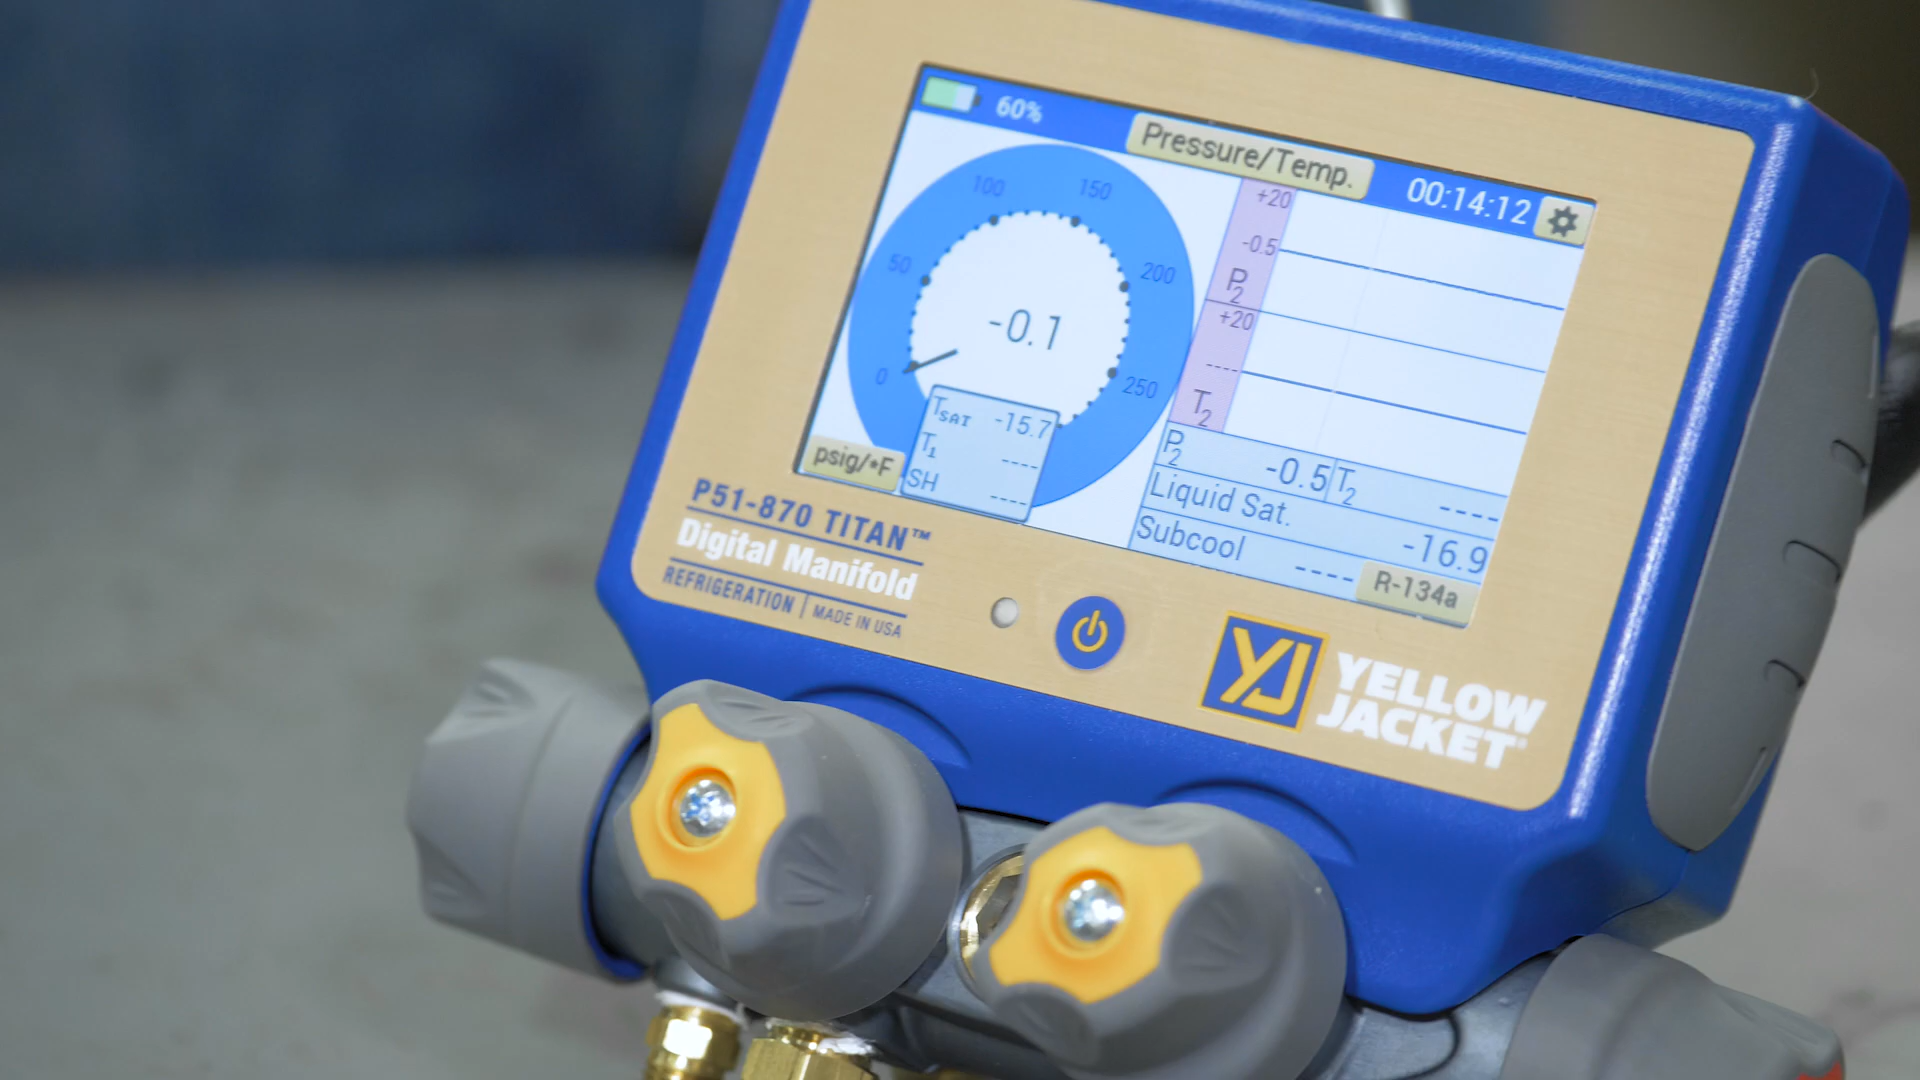 60%
Pressure/Temp.
00:14:12
100
150
50
200
0
250
-0.1
TSAT -15.7
T1 ----
SH ----
psig/°F
+20
-0.5
P2
+20
----
T2
P2 -0.5 T2 ----
Liquid Sat. -16.9
Subcool ----
R-134a
P51-870 TITAN™
Digital Manifold
REFRIGERATION | MADE IN USA
YJ YELLOW
JACKET®